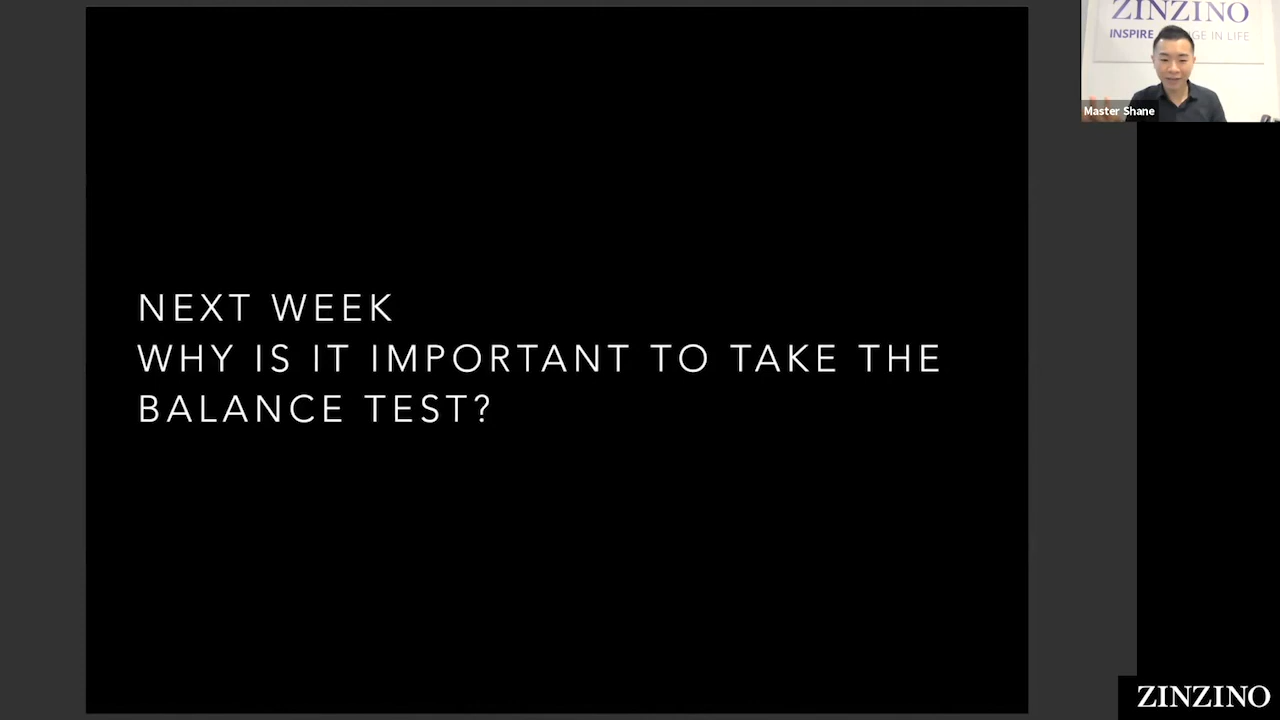 ZINZINO
INSPIRE GE IN LIFE
Master Shane
NEXT WEEK
WHY IS IT IMPORTANT TO TAKE THE
BALANCE TEST?
ZINZINO